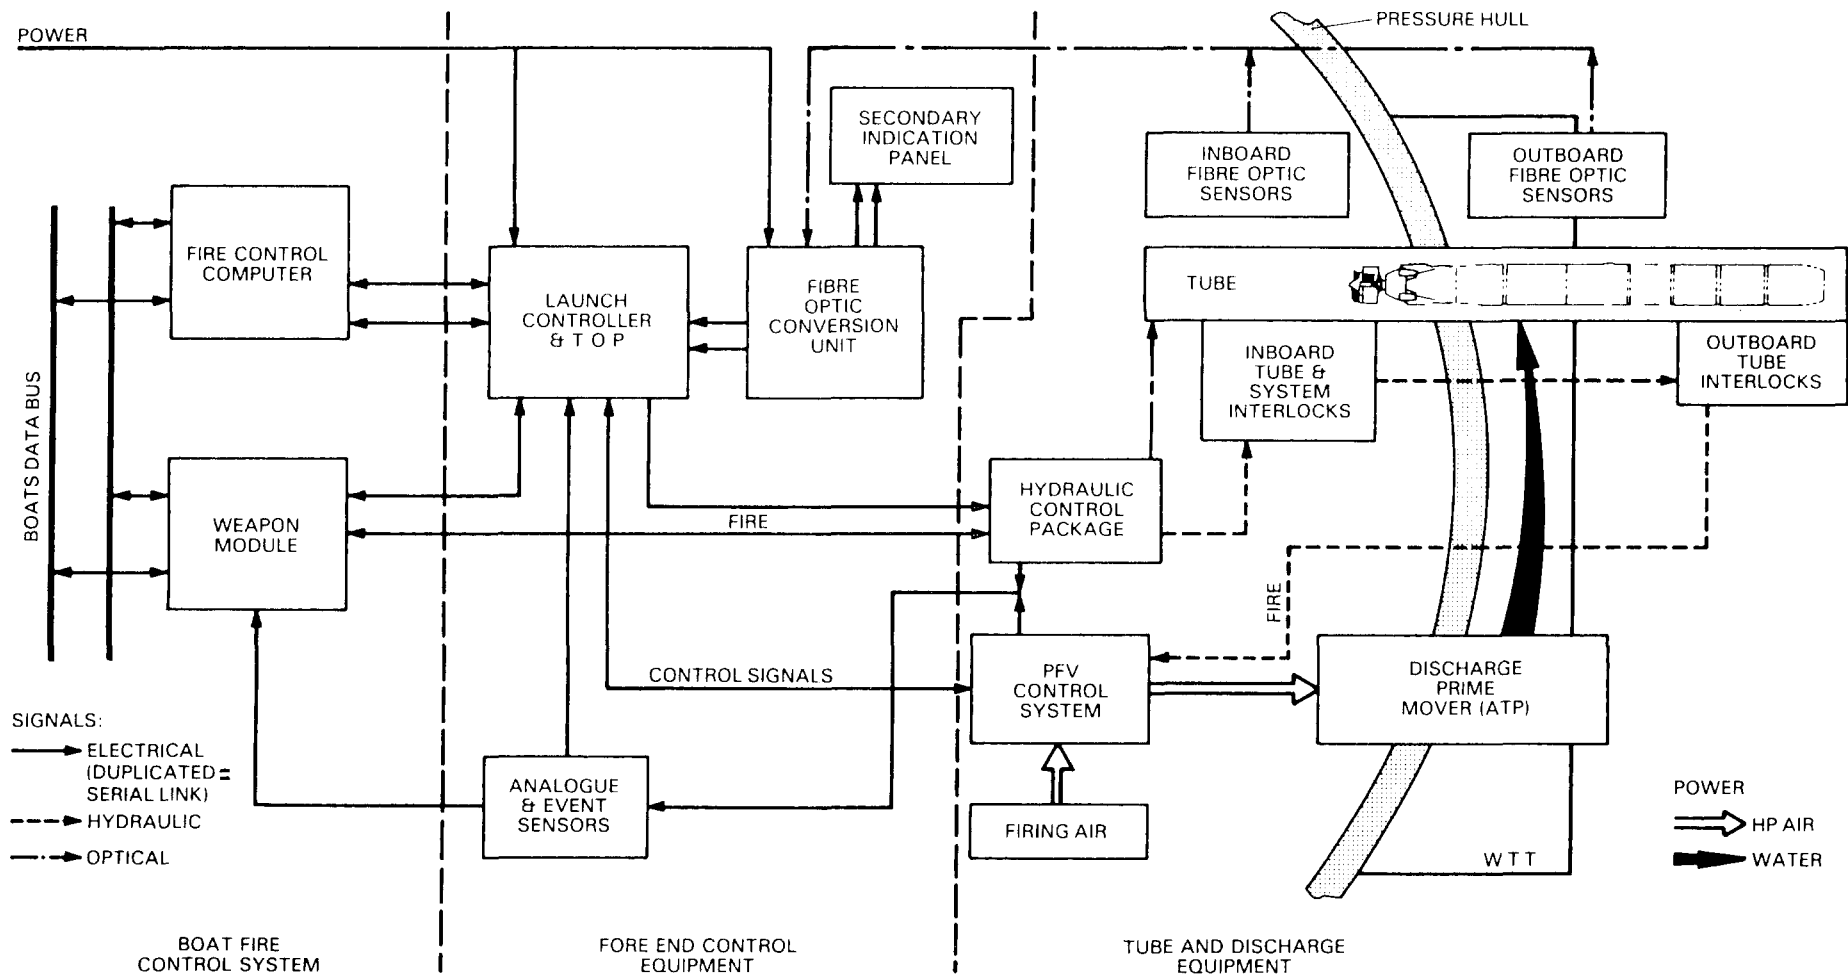 POWER
PRESSURE HULL
SECONDARY
INDICATION
PANEL
INBOARD
FIBRE OPTIC
SENSORS
OUTBOARD
FIBRE OPTIC
SENSORS
FIRE CONTROL
COMPUTER
LAUNCH
CONTROLLER
& T O P
FIBRE
OPTIC
CONVERSION
UNIT
TUBE
INBOARD
TUBE &
SYSTEM
INTERLOCKS
OUTBOARD
TUBE
INTERLOCKS
BOATS DATA BUS
WEAPON
MODULE
FIRE
HYDRAULIC
CONTROL
PACKAGE
FIRE
CONTROL SIGNALS
PFV
CONTROL
SYSTEM
DISCHARGE
PRIME
MOVER (ATP)
SIGNALS:
ELECTRICAL
(DUPLICATED =
SERIAL LINK)
HYDRAULIC
OPTICAL
ANALOGUE
& EVENT
SENSORS
FIRING AIR
W T T
POWER
HP AIR
WATER
BOAT FIRE
CONTROL SYSTEM
FORE END CONTROL
EQUIPMENT
TUBE AND DISCHARGE
EQUIPMENT